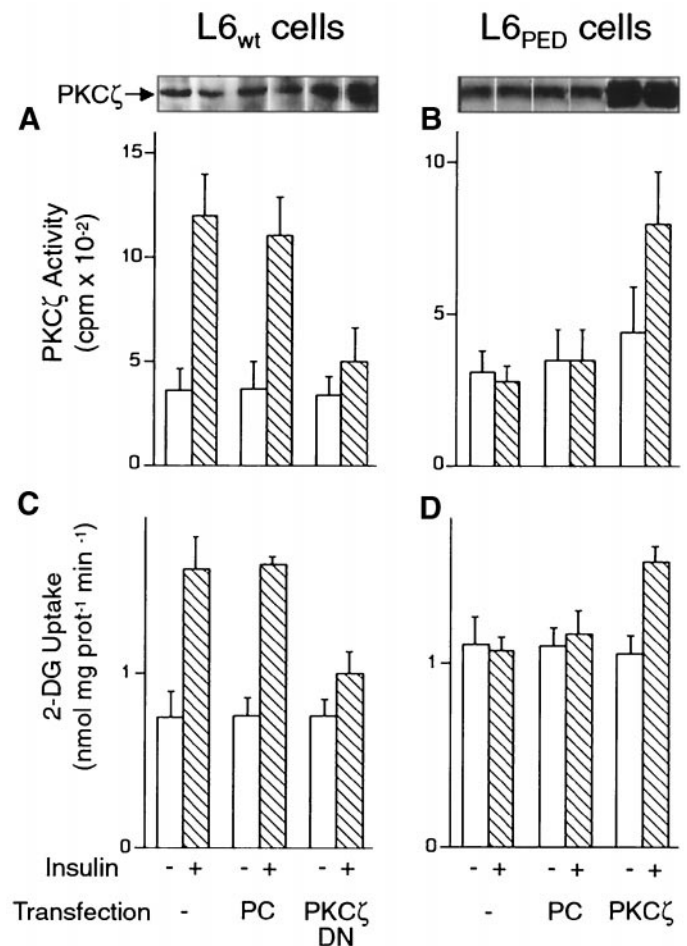 L6wt cells L6PED cells
PKCζ
A B
15
10
5
0
PKCζ Activity
(cpm x 10-2)
10
5
0
C D
1
0
2-DG Uptake
(nmol mg prot-1 min -1)
1
0
Insulin - + - + - + - + - + - +
Transfection - PC PKCζ - PC PKCζ
DN